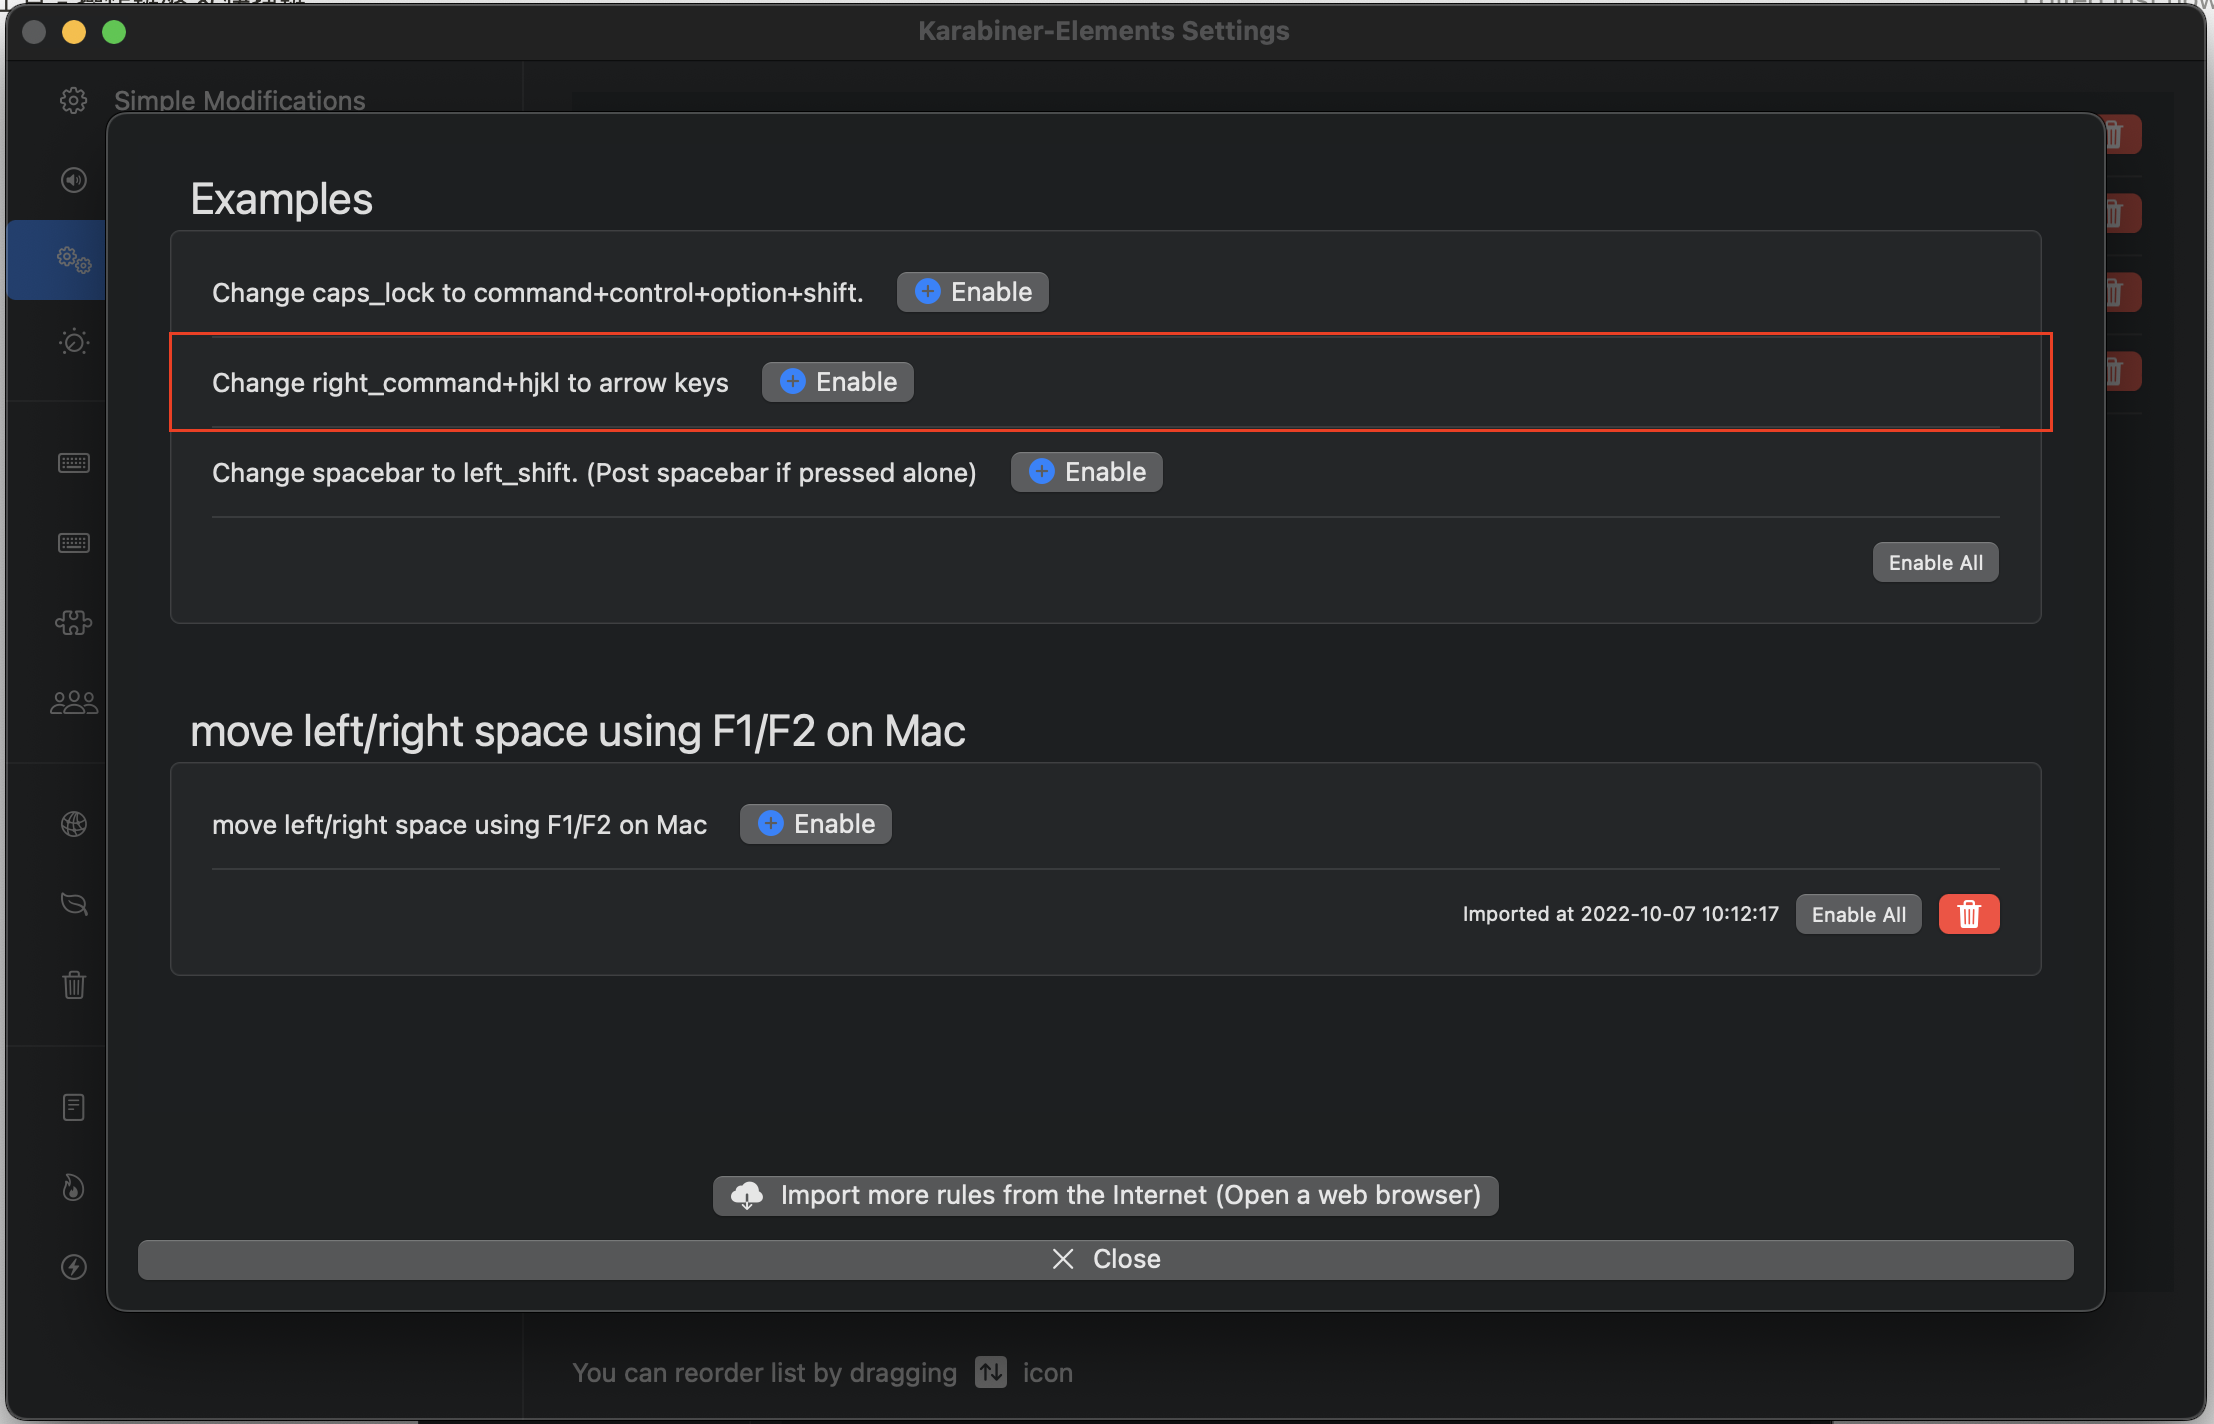 Karabiner-Elements Settings
Simple Modifications
Examples
Change caps_lock to command+control+option+shift.
Enable
Change right_command+hjkl to arrow keys
Enable
Change spacebar to left_shift. (Post spacebar if pressed alone)
Enable
Enable All
move left/right space using F1/F2 on Mac
move left/right space using F1/F2 on Mac
Enable
Imported at 2022-10-07 10:12:17
Enable All
Import more rules from the Internet (Open a web browser)
Close
You can reorder list by dragging icon